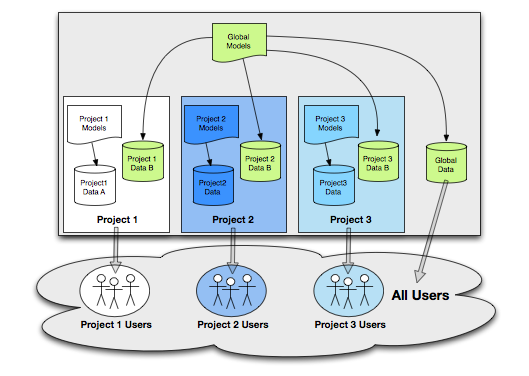 Global
Models
Project 1
Models
Project 2
Models
Project 3
Models
Project 1
Data B
Project 2
Data B
Project 3
Data B
Global
Data
Project1
Data A
Project2
Data
Project3
Data
Project 1
Project 2
Project 3
All Users
Project 1 Users
Project 2 Users
Project 3 Users